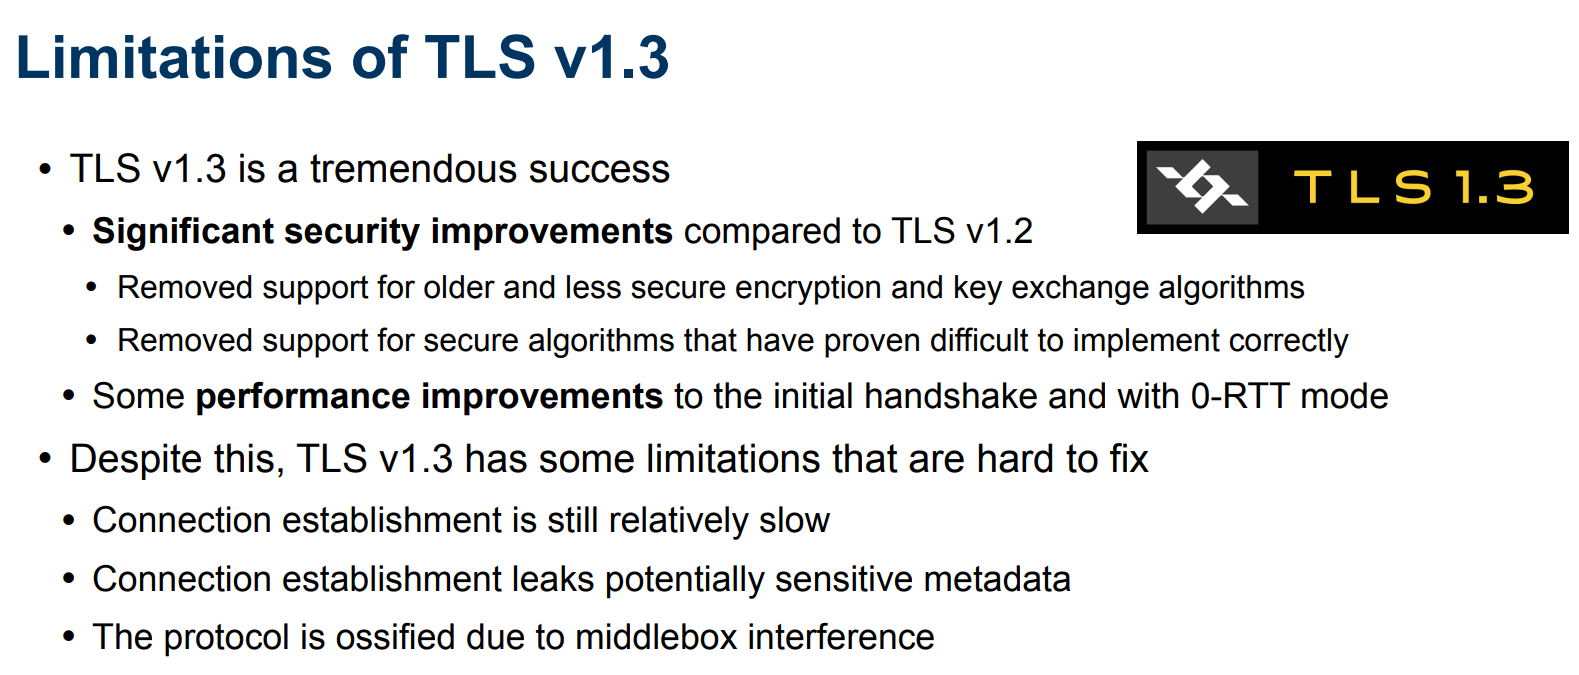 Limitations of TLS v1.3
• TLS v1.3 is a tremendous success
TLS 1.3
• Significant security improvements compared to TLS v1.2
• Removed support for older and less secure encryption and key exchange algorithms
• Removed support for secure algorithms that have proven difficult to implement correctly
• Some performance improvements to the initial handshake and with 0-RTT mode
• Despite this, TLS v1.3 has some limitations that are hard to fix
• Connection establishment is still relatively slow
• Connection establishment leaks potentially sensitive metadata
• The protocol is ossified due to middlebox interference